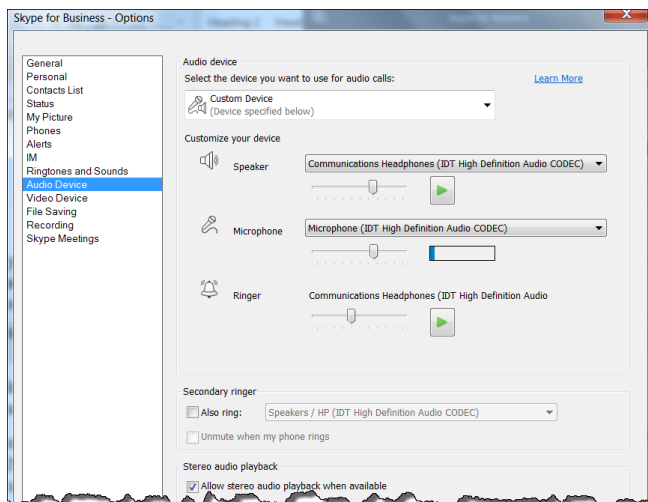 Skype for Business - Options
General
Personal
Contacts List
Status
My Picture
Phones
Alerts
IM
Ringtones and Sounds
Audio Device
Video Device
File Saving
Recording
Skype Meetings
Audio device
Select the device you want to use for audio calls:
Learn More
Custom Device
(Device specified below)
Customize your device
Speaker
Communications Headphones (IDT High Definition Audio CODEC)
Microphone
Microphone (IDT High Definition Audio CODEC)
Ringer
Communications Headphones (IDT High Definition Audio
Secondary ringer
Also ring:
Speakers / HP (IDT High Definition Audio CODEC)
Unmute when my phone rings
Stereo audio playback
Allow stereo audio playback when available